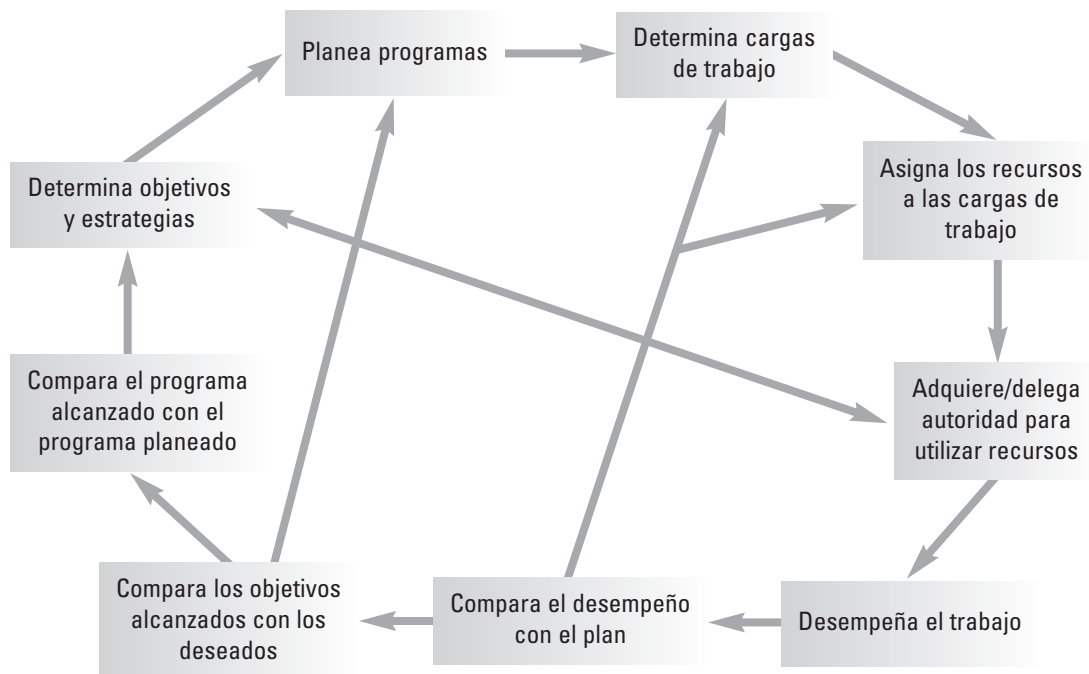 Planea programas
Determina cargas
de trabajo
Asigna los recursos
a las cargas de
trabajo
Adquiere/delega
autoridad para
utilizar recursos
Desempeña el trabajo
Compara el desempeño
con el plan
Compara los objetivos
alcanzados con los
deseados
Compara el programa
alcanzado con el
programa planeado
Determina objetivos
y estrategias